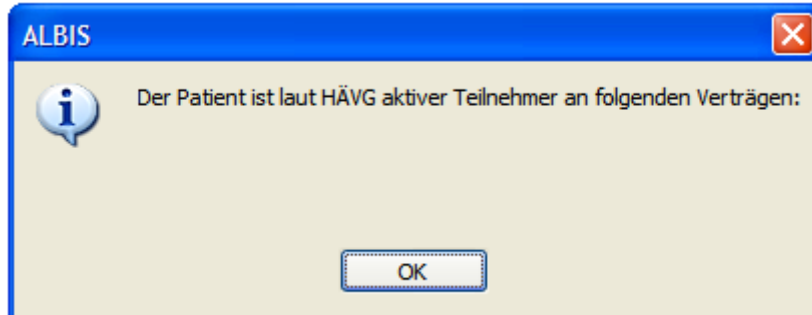 ALBIS
Der Patient ist laut HÄVG aktiver Teilnehmer an folgenden Verträgen:
OK